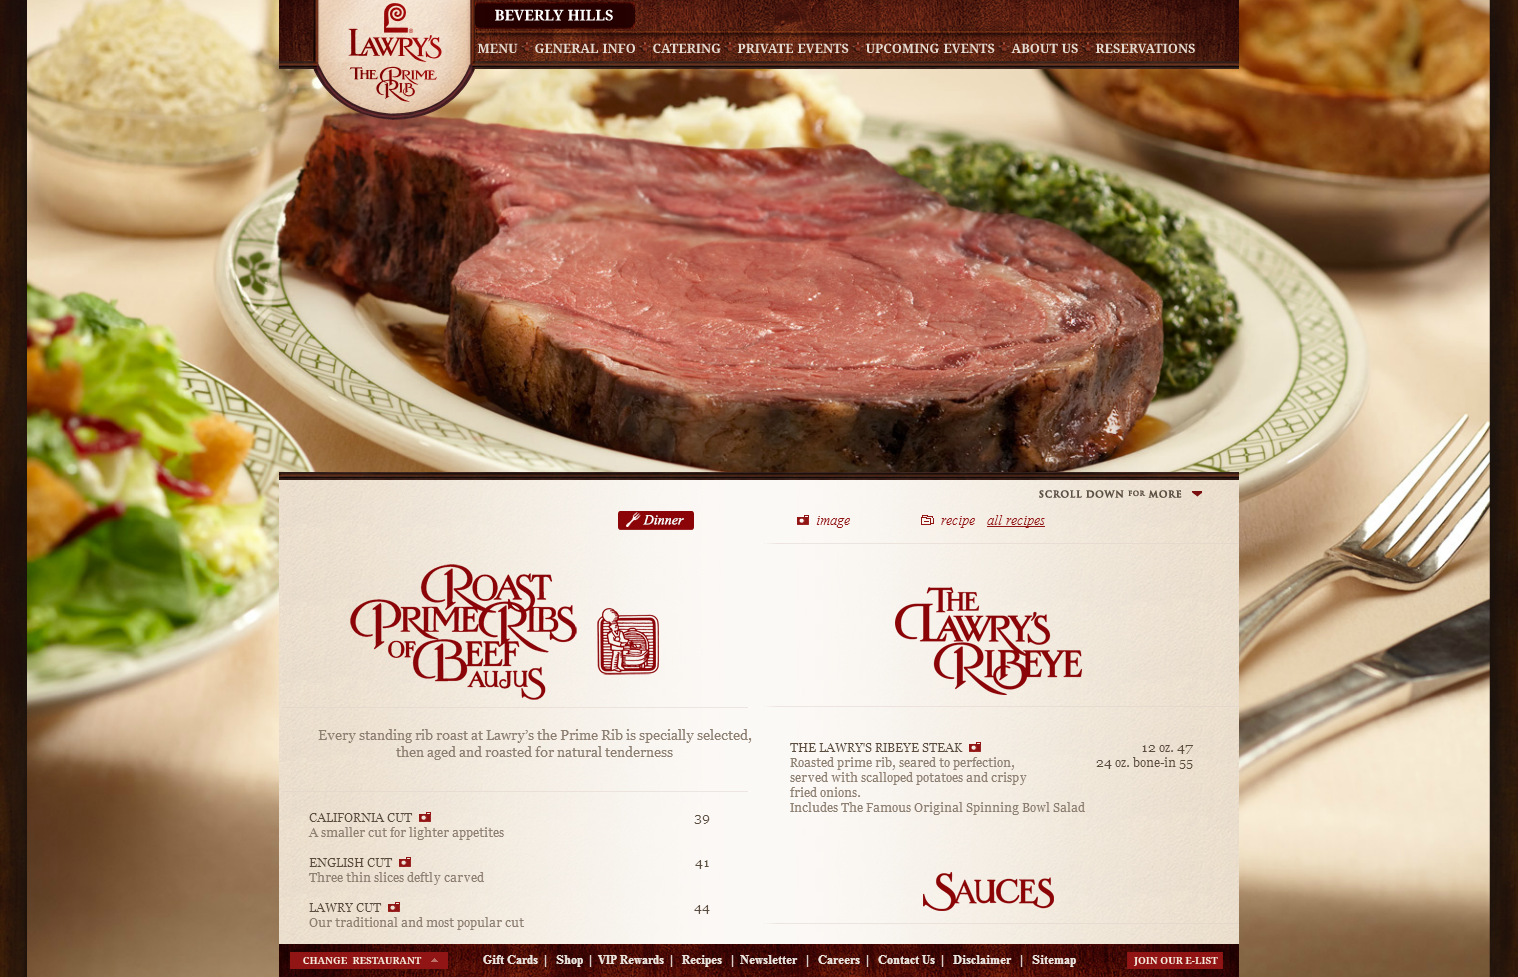 LAWRY'S
THE PRIME
RIB
BEVERLY HILLS
MENU GENERAL INFO CATERING PRIVATE EVENTS UPCOMING EVENTS ABOUT US RESERVATIONS
SCROLL DOWN FOR MORE
Dinner
image recipe all recipes
ROAST
PRIME RIBS
OF BEEF
AU JUS
Every standing rib roast at Lawry's the Prime Rib is specially selected,
then aged and roasted for natural tenderness
CALIFORNIA CUT 39
A smaller cut for lighter appetites
ENGLISH CUT 41
Three thin slices deftly carved
LAWRY CUT 44
Our traditional and most popular cut
THE
LAWRY'S
RIBEYE
THE LAWRY'S RIBEYE STEAK 12 oz. 47
Roasted prime rib, seared to perfection, 24 oz. bone-in 55
served with scalloped potatoes and crispy
fried onions.
Includes The Famous Original Spinning Bowl Salad
SAUCES
CHANGE RESTAURANT Gift Cards | Shop | VIP Rewards | Recipes | Newsletter | Careers | Contact Us | Disclaimer | Sitemap JOIN OUR E-LIST